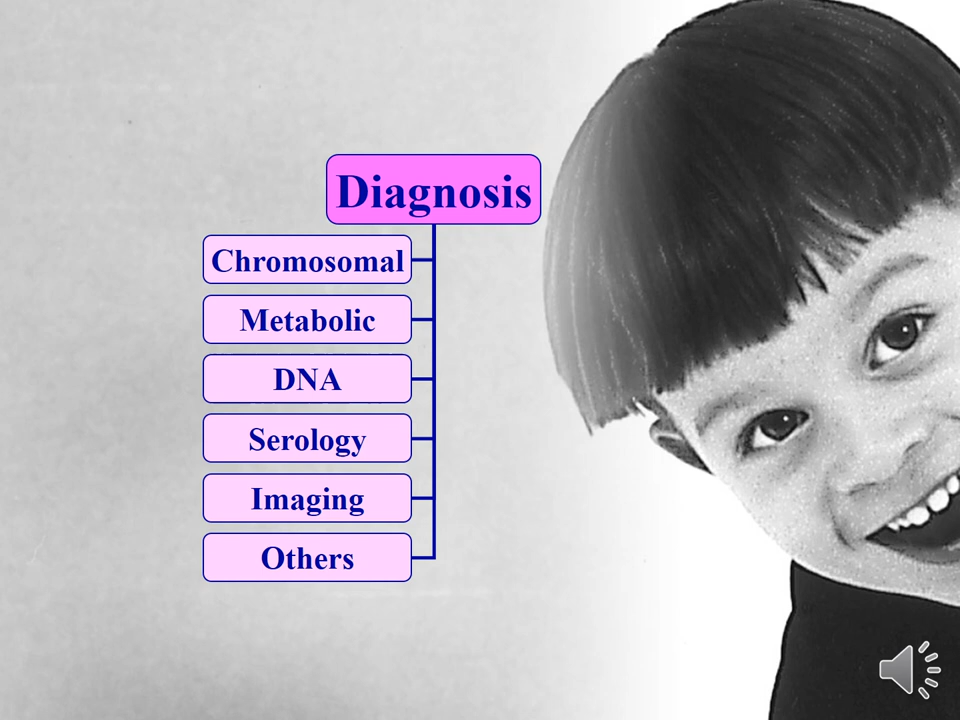 Diagnosis
Chromosomal
Metabolic
DNA
Serology
Imaging
Others